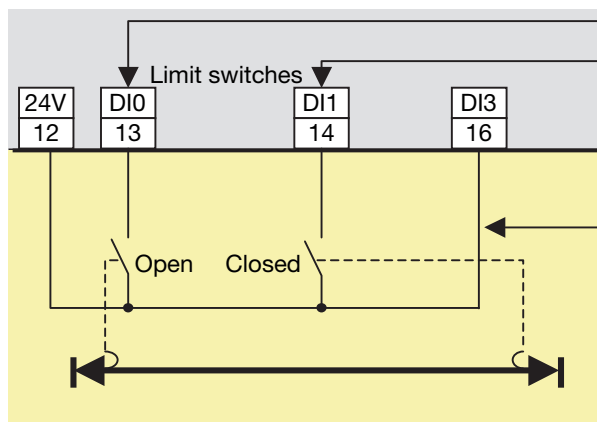 Limit switches
24V DI0 DI1 DI3
12 13 14 16
Open Closed